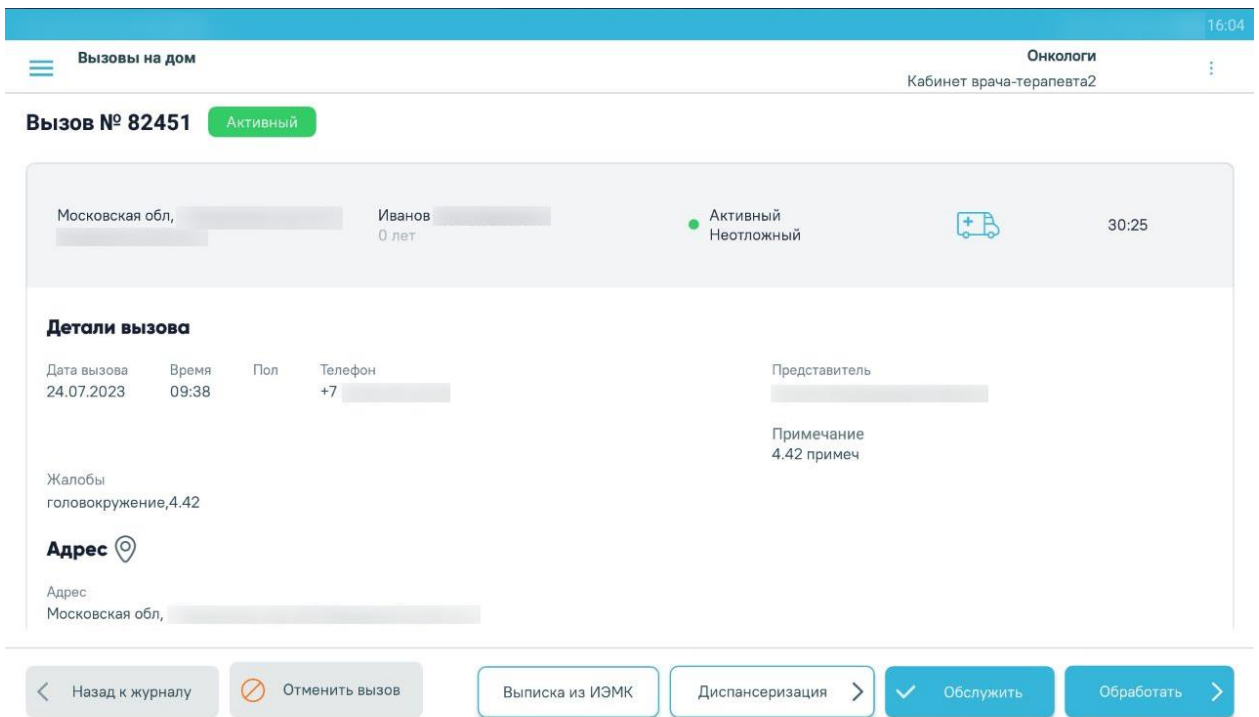 16:04
Вызовы на дом
Онкологи
Кабинет врача-терапевта2
Вызов № 82451 Активный
Московская обл,
Иванов
0 лет
Активный
Неотложный
30:25
Детали вызова
Дата вызова Время Пол Телефон
24.07.2023 09:38 +7
Представитель
Примечание
4.42 примеч
Жалобы
головокружение,4.42
Адрес
Адрес
Московская обл,
Назад к журналу Отменить вызов Выписка из ИЭМК Диспансеризация Обслужить Обработать